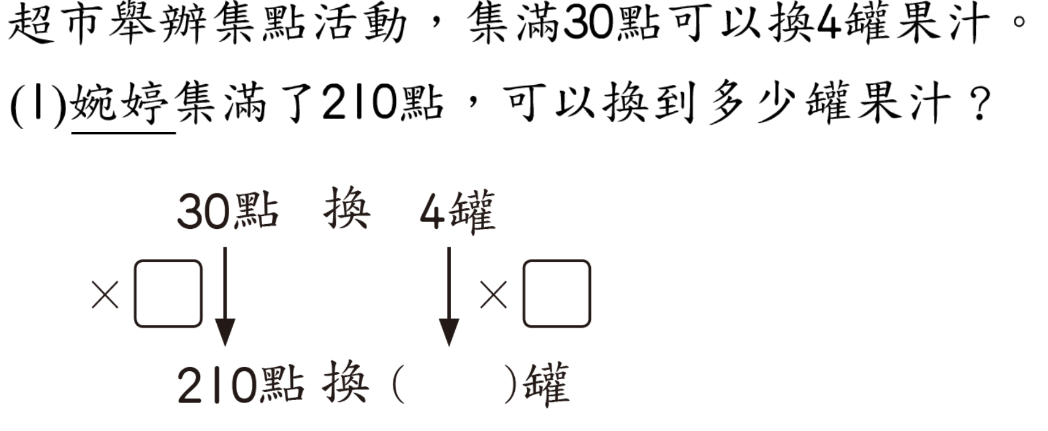 超市舉辦集點活動，集滿30點可以換4罐果汁。
(1)婉婷集滿了210點，可以換到多少罐果汁？
30點 換 4罐
×□ ×□
210點 換 (　　)罐